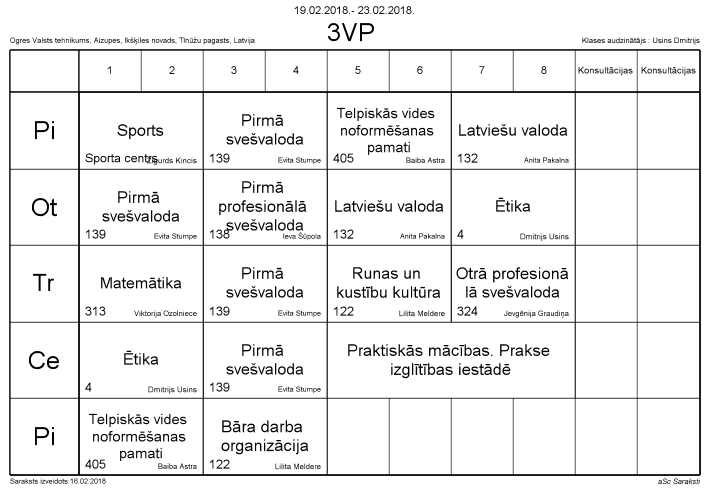 19.02.2018.- 23.02.2018.
3VP
Ogres Valsts tehnikums, Aizupes, Ikšķiles novads, Tīnūžu pagasts, Latvija
Klases audzinātājs : Usins Dmitrijs
1 2 3 4 5 6 7 8 Konsultācijas Konsultācijas
Pi
Sports
Sporta centrs Zigurds Kincis
Pirmā
svešvaloda
139 Evita Stumpe
Telpiskās vides
noformēšanas
pamati
405 Baiba Astra
Latviešu valoda
132 Anita Pakalna
Ot
Pirmā
svešvaloda
139 Evita Stumpe
Pirmā
profesionālā
svešvaloda
138 Ieva Šūpola
Latviešu valoda
132 Anita Pakalna
Ētika
4 Dmitrijs Usins
Tr
Matemātika
313 Viktorija Ozolniece
Pirmā
svešvaloda
139 Evita Stumpe
Runas un
kustību kultūra
122 Lilita Meldere
Otrā profesionā
lā svešvaloda
324 Jevgēnija Graudiņa
Ce
Ētika
4 Dmitrijs Usins
Pirmā
svešvaloda
139 Evita Stumpe
Praktiskās mācības. Prakse
izglītības iestādē
Pi
Telpiskās vides
noformēšanas
pamati
405 Baiba Astra
Bāra darba
organizācija
122 Lilita Meldere
Saraksts izveidots:16.02.2018
aSc Saraksti